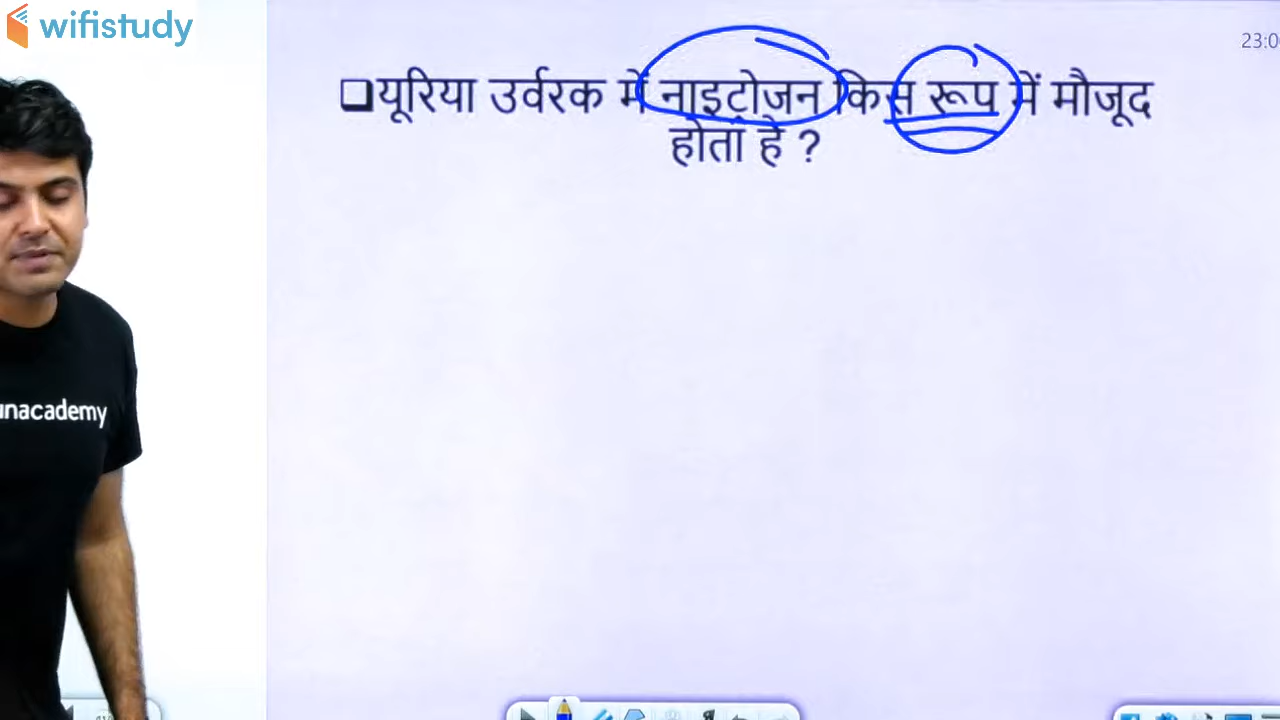 wifistudy
23:0
❑यूरिया उर्वरक में नाइट्रोजन किस रूप में मौजूद
होता है ?
unacademy